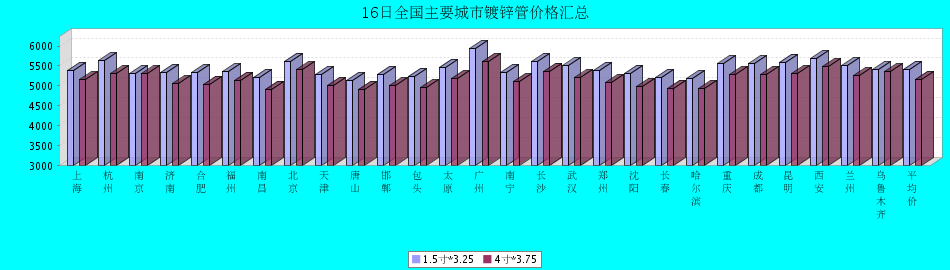 16日全国主要城市镀锌管价格汇总
6000
5500
5000
4500
4000
3500
3000
上海
杭州
南京
济南
合肥
福州
南昌
北京
天津
唐山
邯郸
包头
太原
广州
南宁
长沙
武汉
郑州
沈阳
长春
哈尔滨
重庆
成都
昆明
西安
兰州
乌鲁木齐
平均价
1.5寸*3.25
4寸*3.75